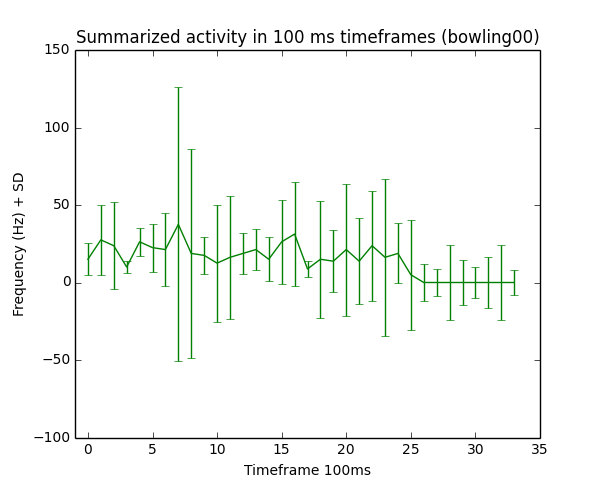 Summarized activity in 100 ms timeframes (bowling00)
150
100
50
0
−50
−100
Frequency (Hz) + SD
0 5 10 15 20 25 30 35
Timeframe 100ms